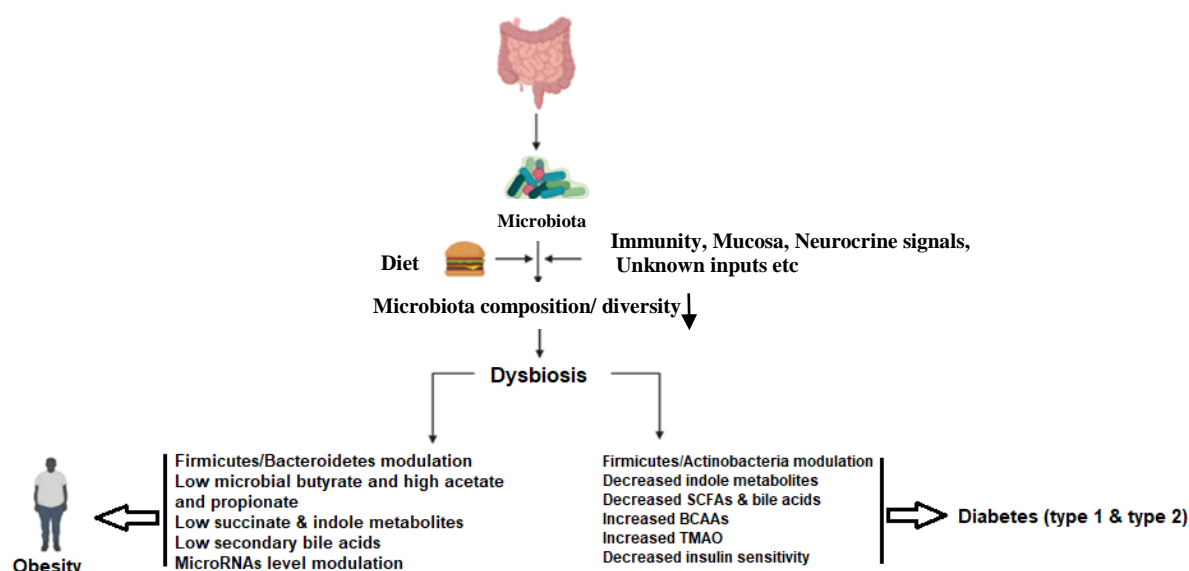 Microbiota
Diet
Immunity, Mucosa, Neurocrine signals,
Unknown inputs etc
Microbiota composition/ diversity
Dysbiosis
Firmicutes/Bacteroidetes modulation
Low microbial butyrate and high acetate
and propionate
Low succinate & indole metabolites
Low secondary bile acids
MicroRNAs level modulation
Obesity
Firmicutes/Actinobacteria modulation
Decreased indole metabolites
Decreased SCFAs & bile acids
Increased BCAAs
Increased TMAO
Decreased insulin sensitivity
Diabetes (type 1 & type 2)